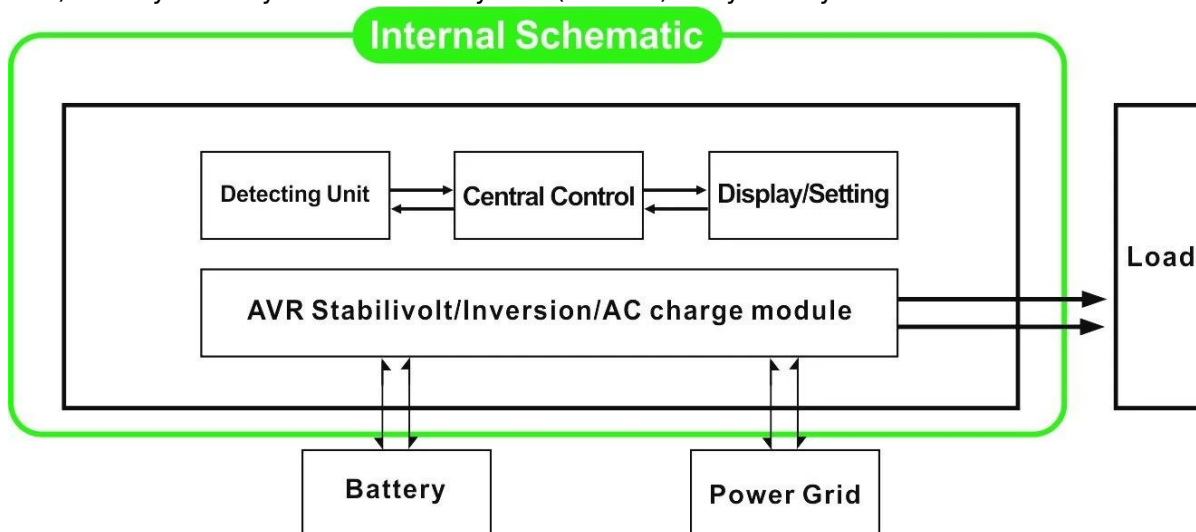 Internal Schematic
Detecting Unit
Central Control
Display/Setting
AVR Stabilivolt/Inversion/AC charge module
Load
Battery
Power Grid